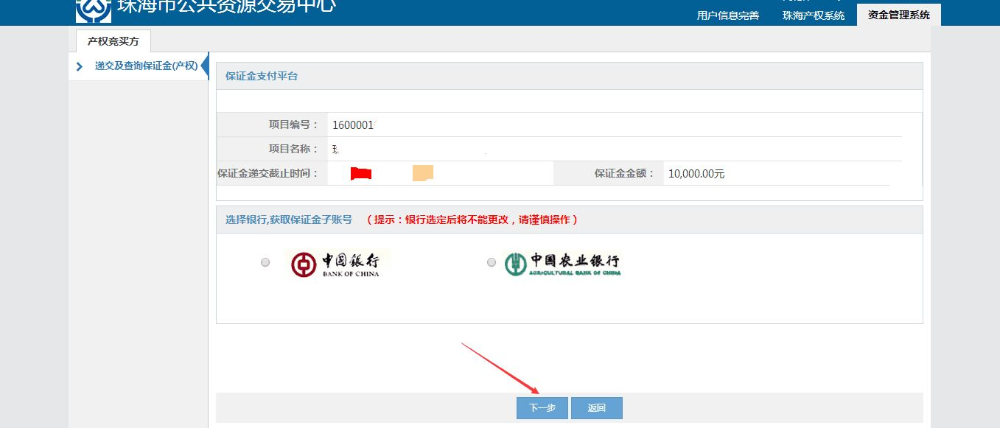 珠海市公共资源交易中心
用户信息完善 珠海产权系统 资金管理系统
产权竞买方
递交及查询保证金(产权)
保证金支付平台
项目编号： 1600001
项目名称：
保证金递交截止时间： 保证金金额： 10,000.00元
选择银行,获取保证金子账号 （提示：银行选定后将不能更改，请谨慎操作）
中国银行 中国农业银行
BANK OF CHINA AGRICULTURAL BANK OF CHINA
下一步 返回